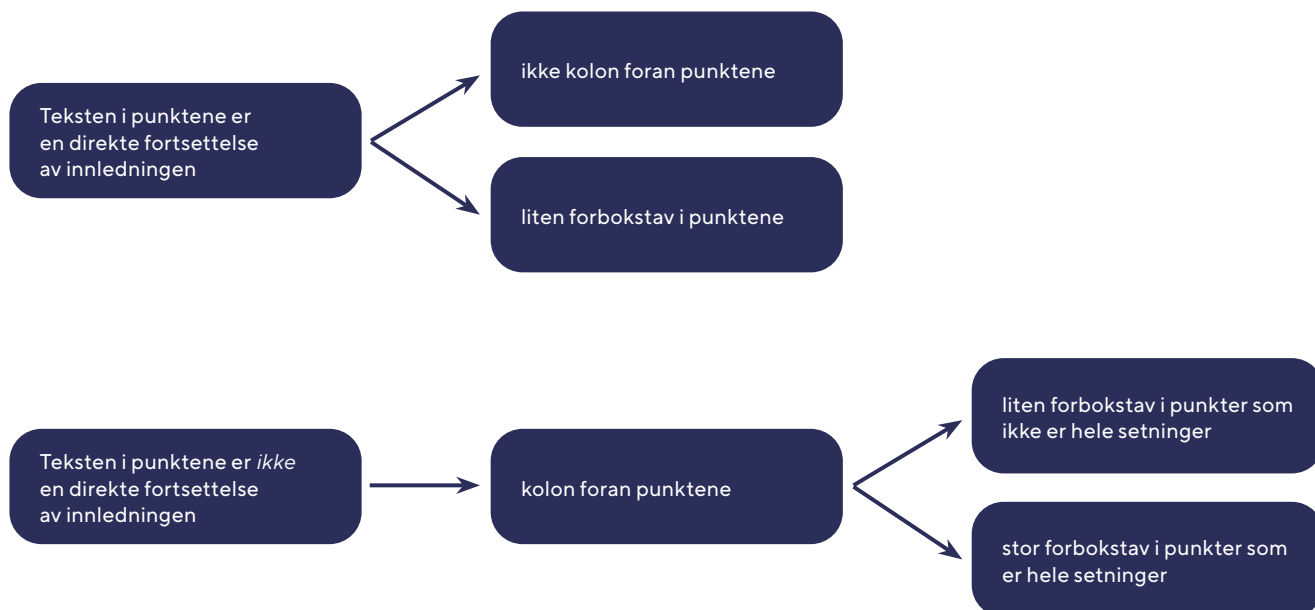 Teksten i punktene er
en direkte fortsettelse
av innledningen
ikke kolon foran punktene
liten forbokstav i punktene
Teksten i punktene er ikke
en direkte fortsettelse
av innledningen
kolon foran punktene
liten forbokstav i punkter som
ikke er hele setninger
stor forbokstav i punkter som
er hele setninger